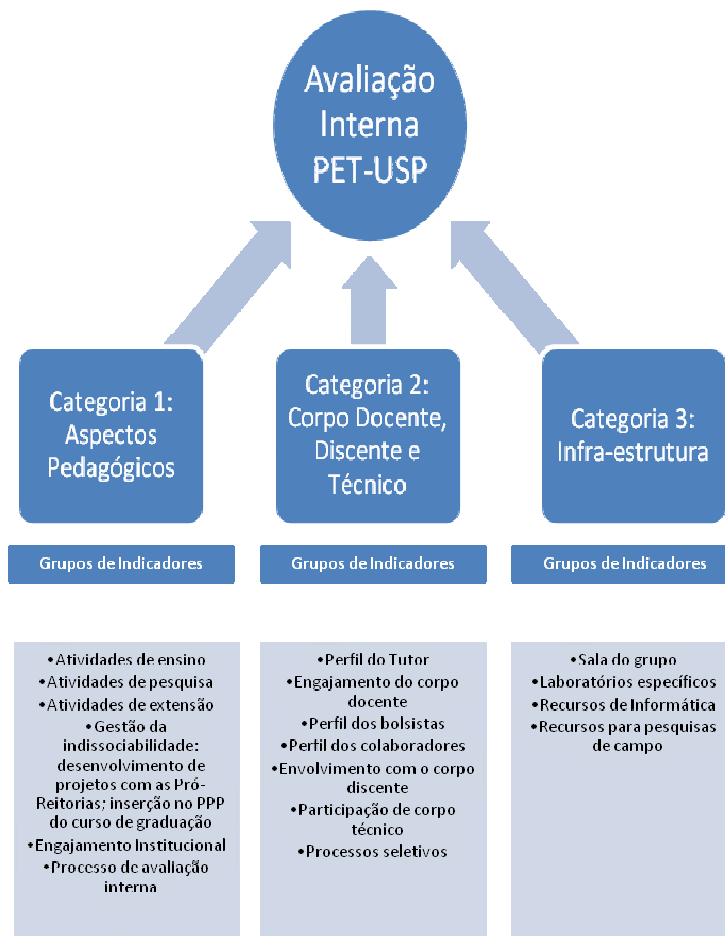 Avaliação
Interna
PET-USP
Categoria 1:
Aspectos
Pedagógicos
Categoria 2:
Corpo Docente,
Discente e
Técnico
Categoria 3:
Infra-estrutura
Grupos de Indicadores
Grupos de Indicadores
Grupos de Indicadores
•Atividades de ensino
•Atividades de pesquisa
•Atividades de extensão
•Gestão da
indissociabilidade:
desenvolvimento de
projetos com as Pró-
Reitorias; inserção no PPP
do curso de graduação
•Engajamento Institucional
•Processo de avaliação
interna
•Perfil do Tutor
•Engajamento do corpo
docente
•Perfil dos bolsistas
•Perfil dos colaboradores
•Envolvimento com o corpo
discente
•Participação de corpo
técnico
•Processos seletivos
•Sala do grupo
•Laboratórios específicos
•Recursos de Informática
•Recursos para pesquisas
de campo